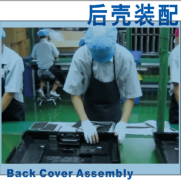 后壳装配
Back Cover Assembly